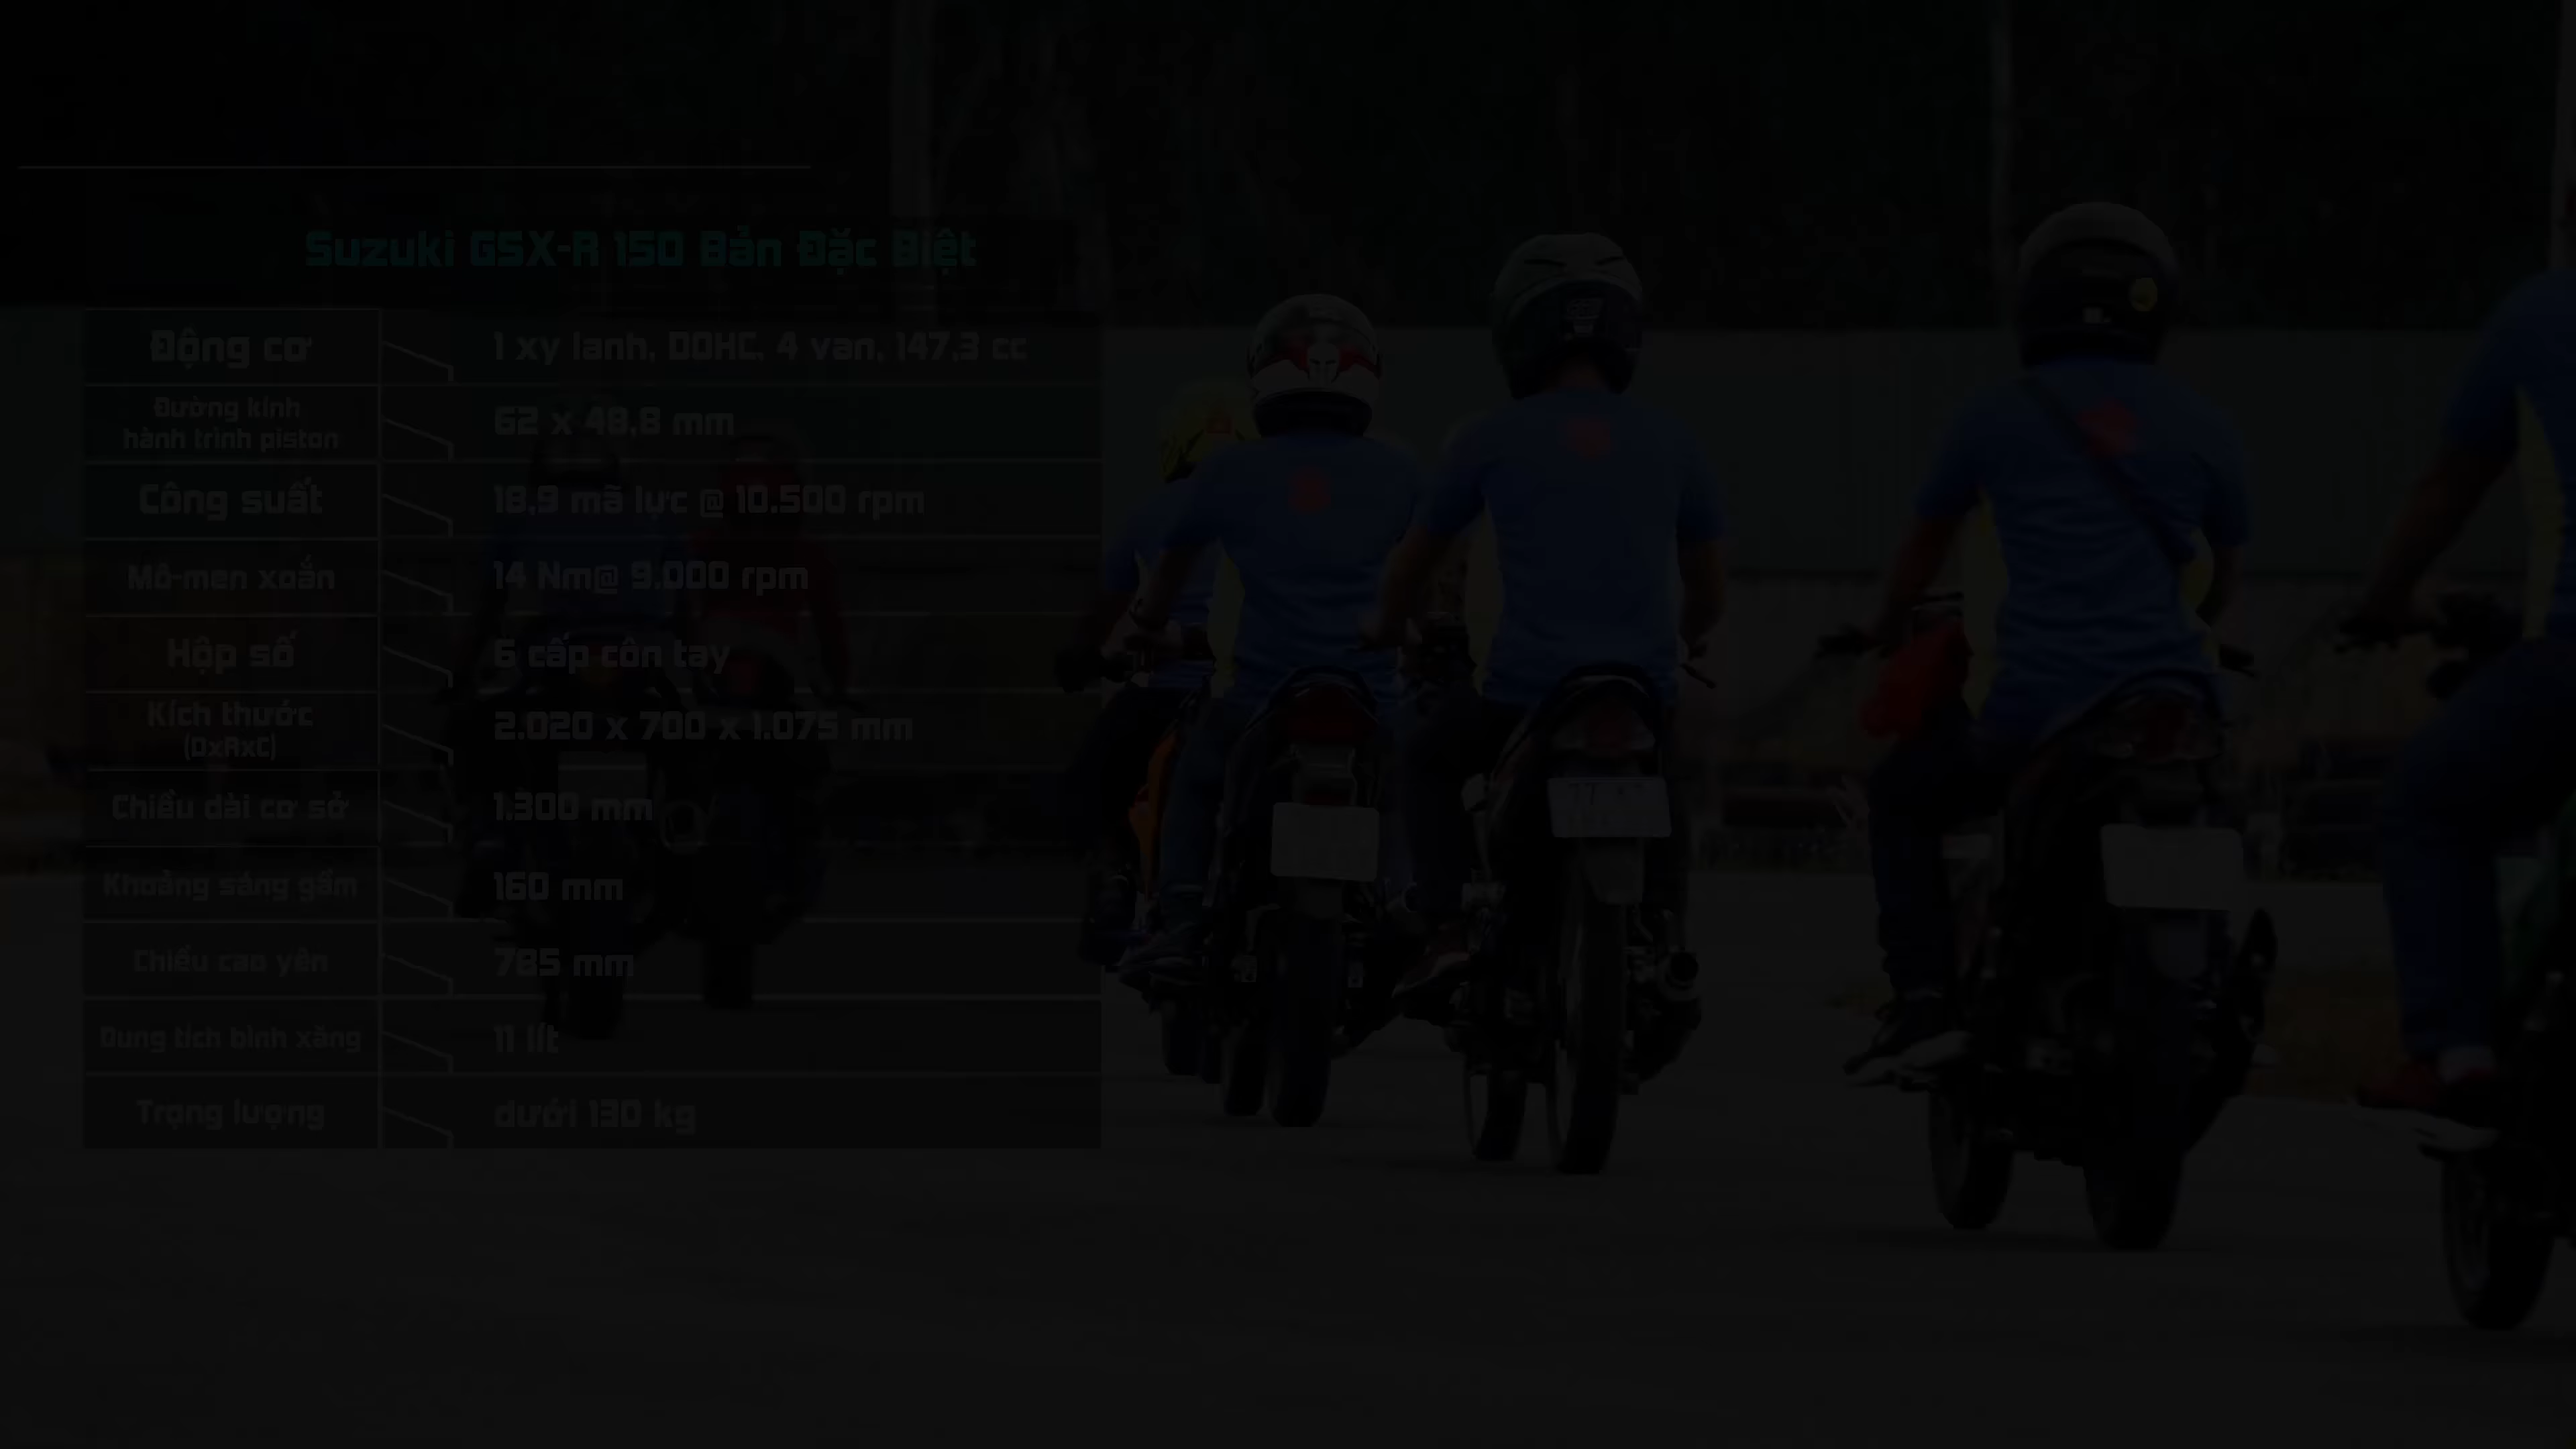 Suzuki GSX-R 150 Bản Đặc Biệt
Động cơ
1 xy lanh, DOHC, 4 van, 147,3 cc
Đường kính
hành trình piston
62 x 48,8 mm
Công suất
18,9 mã lực @ 10.500 rpm
Mô-men xoắn
14 Nm@ 9.000 rpm
Hộp số
6 cấp côn tay
Kích thước
(DxRxC)
2.020 x 700 x 1.075 mm
Chiều dài cơ sở
1.300 mm
Khoảng sáng gầm
160 mm
Chiều cao yên
785 mm
Dung tích bình xăng
11 lít
Trọng lượng
dưới 130 kg